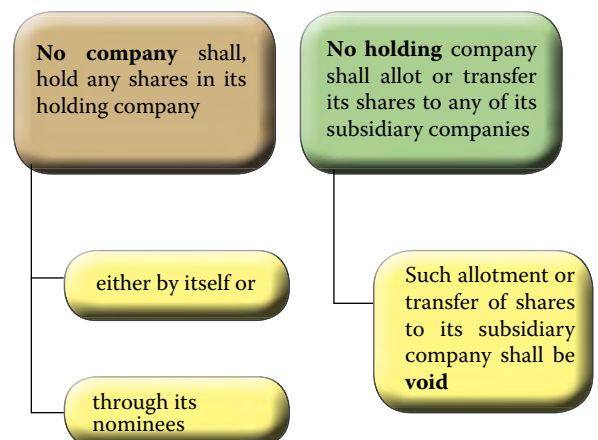 No company shall,
hold any shares in its
holding company
either by itself or
through its
nominees
No holding company
shall allot or transfer
its shares to any of its
subsidiary companies
Such allotment or
transfer of shares
to its subsidiary
company shall be
void